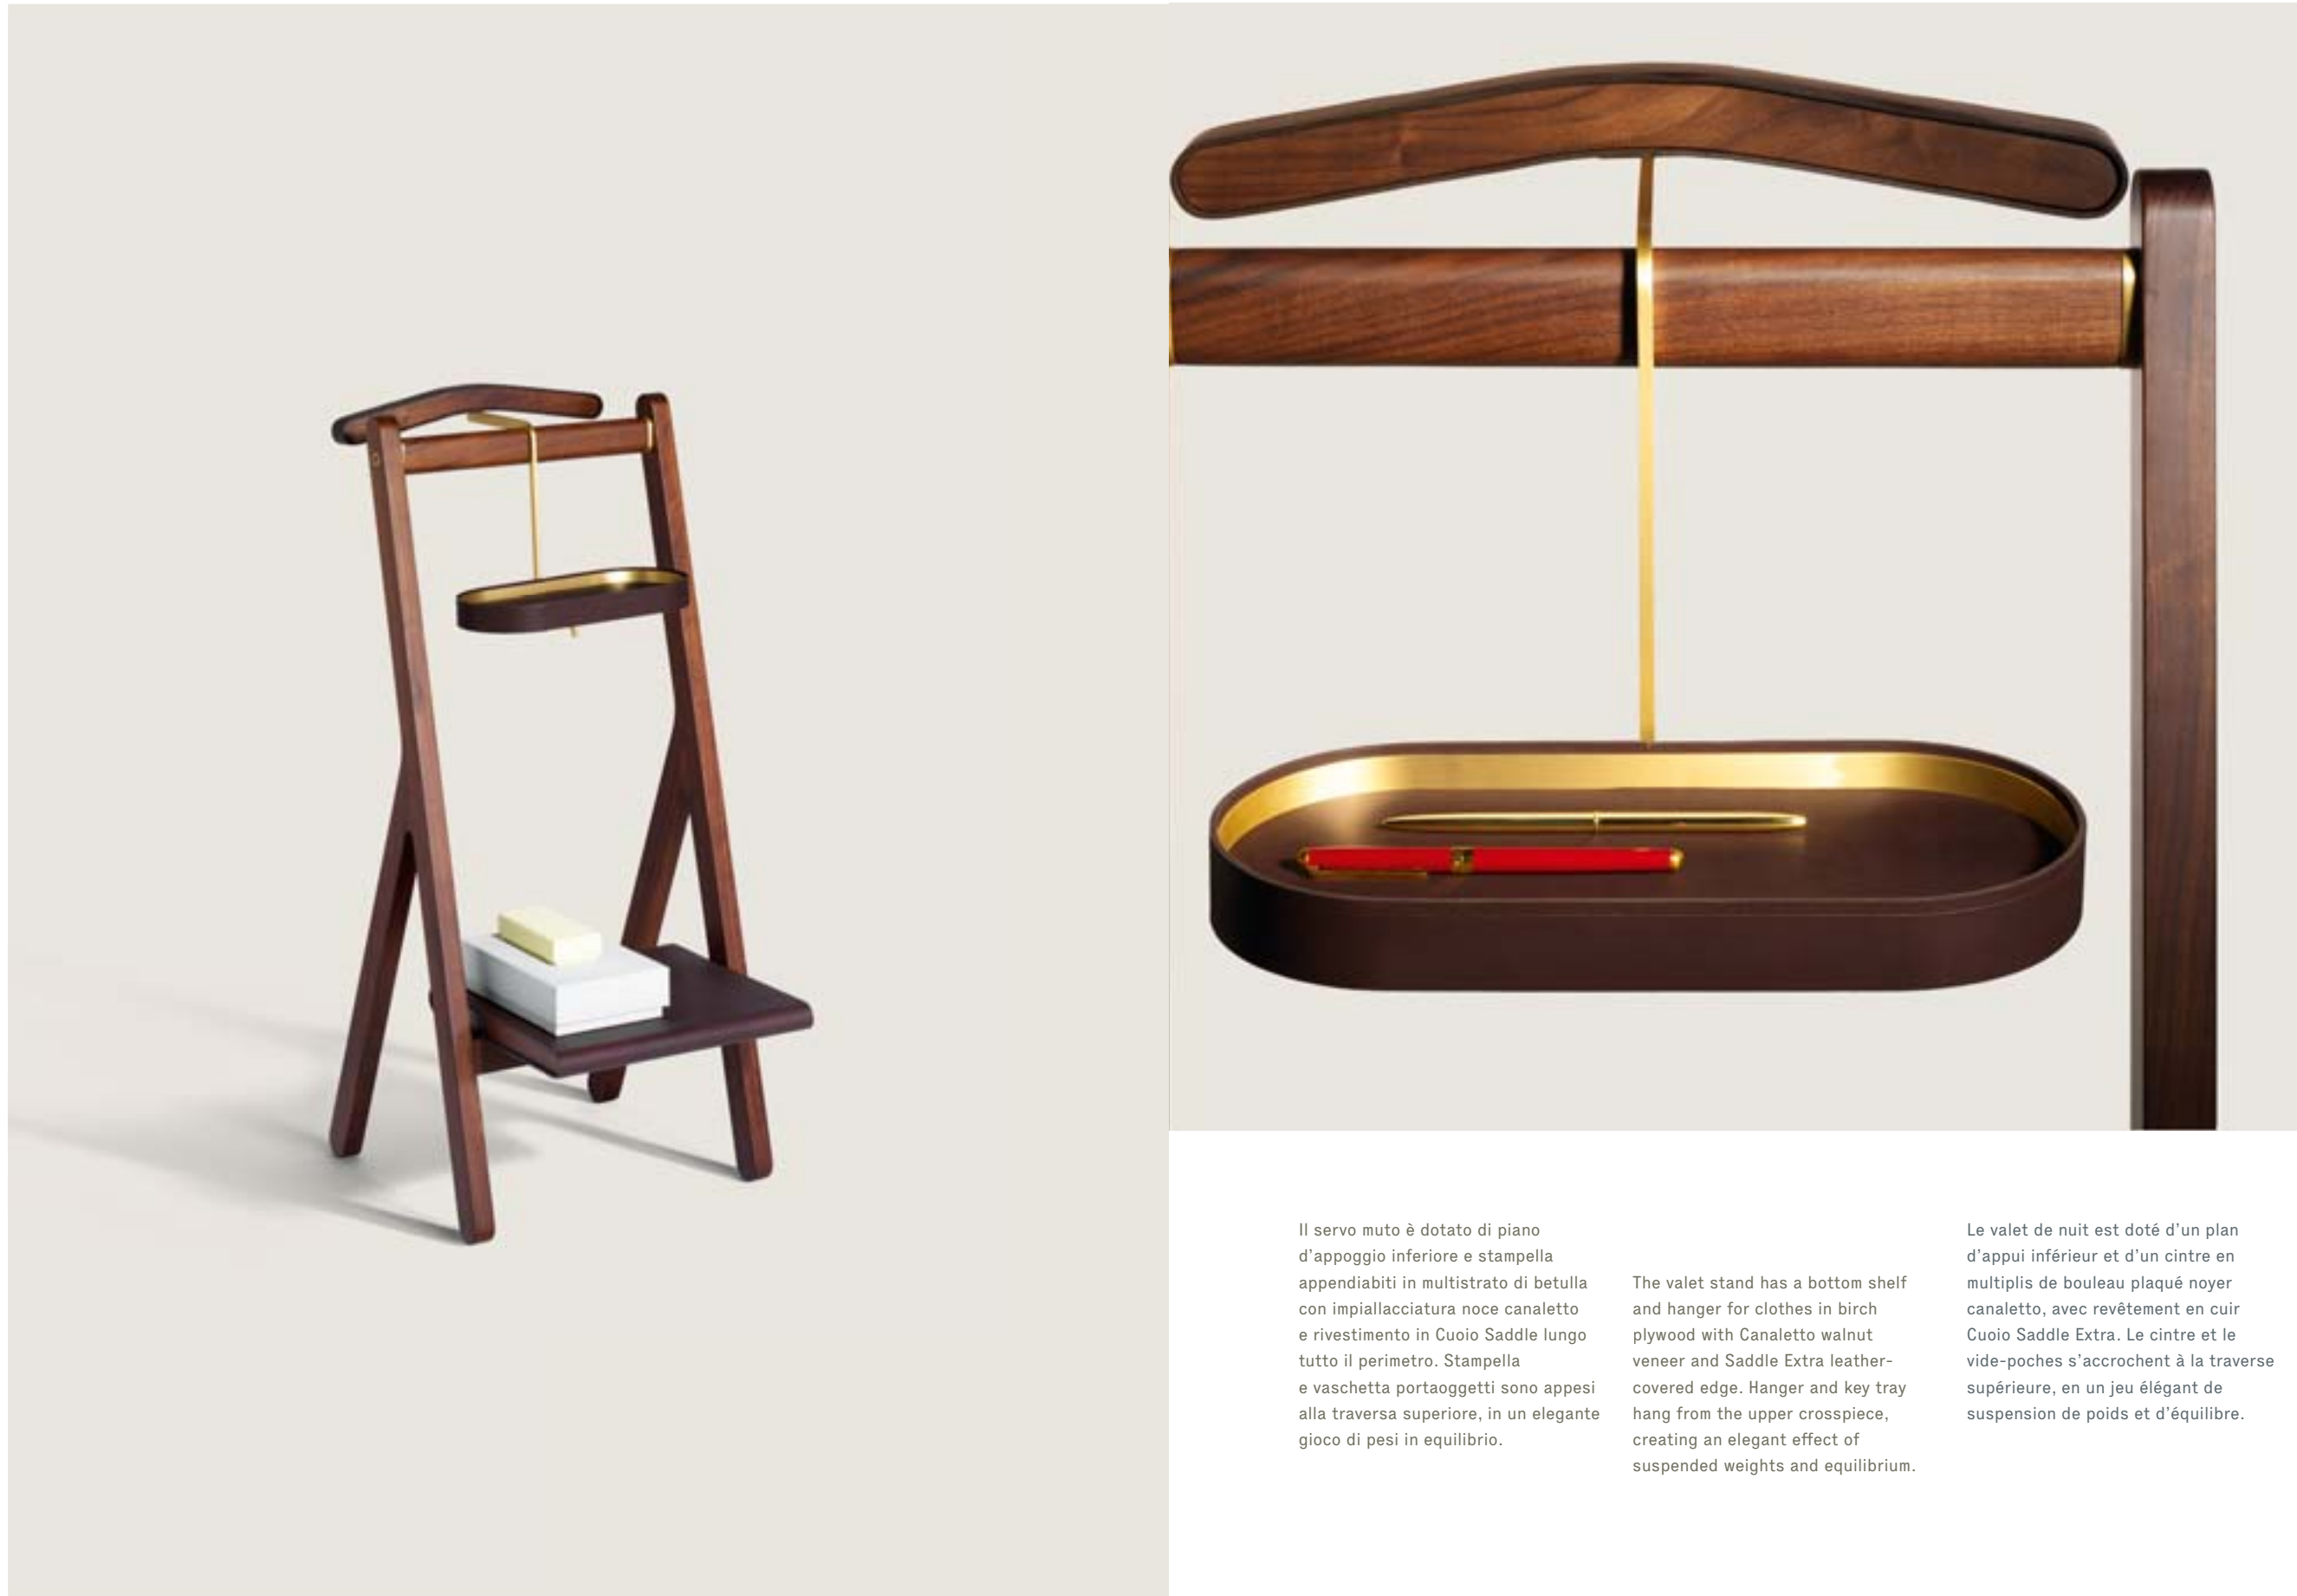 Il servo muto è dotato di piano
d’appoggio inferiore e stampella
appendiabiti in multistrato di betulla
con impiallacciatura noce canaletto
e rivestimento in Cuoio Saddle lungo
tutto il perimetro. Stampella
e vaschetta portaoggetti sono appesi
alla traversa superiore, in un elegante
gioco di pesi in equilibrio.
The valet stand has a bottom shelf
and hanger for clothes in birch
plywood with Canaletto walnut
veneer and Saddle Extra leather-
covered edge. Hanger and key tray
hang from the upper crosspiece,
creating an elegant effect of
suspended weights and equilibrium.
Le valet de nuit est doté d’un plan
d’appui inférieur et d’un cintre en
multiplis de bouleau plaqué noyer
canaletto, avec revêtement en cuir
Cuoio Saddle Extra. Le cintre et le
vide-poches s’accrochent à la traverse
supérieure, en un jeu élégant de
suspension de poids et d’équilibre.